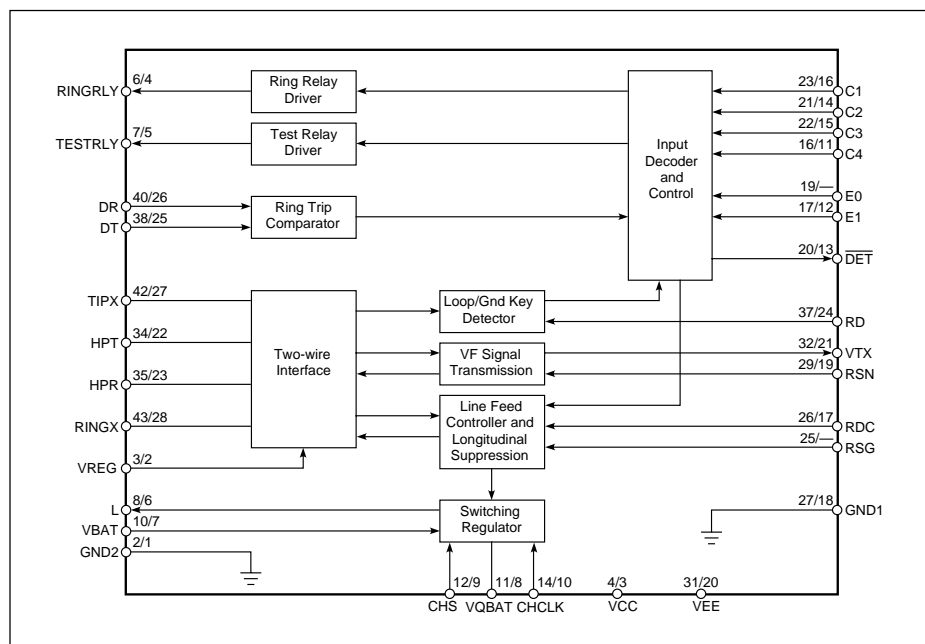 RINGRLY
6/4
Ring Relay
Driver
TESTRLY
7/5
Test Relay
Driver
DR
40/26
DT
38/25
Ring Trip
Comparator
Input
Decoder
and
Control
23/16
C1
21/14
C2
22/15
C3
16/11
C4
19/—
E0
17/12
E1
20/13
DET
TIPX
42/27
HPT
34/22
HPR
35/23
RINGX
43/28
VREG
3/2
Two-wire
Interface
Loop/Gnd Key
Detector
37/24
RD
VF Signal
Transmission
32/21
VTX
29/19
RSN
Line Feed
Controller and
Longitudinal
Suppression
26/17
RDC
25/—
RSG
L
8/6
VBAT
10/7
GND2
2/1
Switching
Regulator
27/18
GND1
12/9
11/8
14/10
4/3
31/20
CHS
VQBAT
CHCLK
VCC
VEE